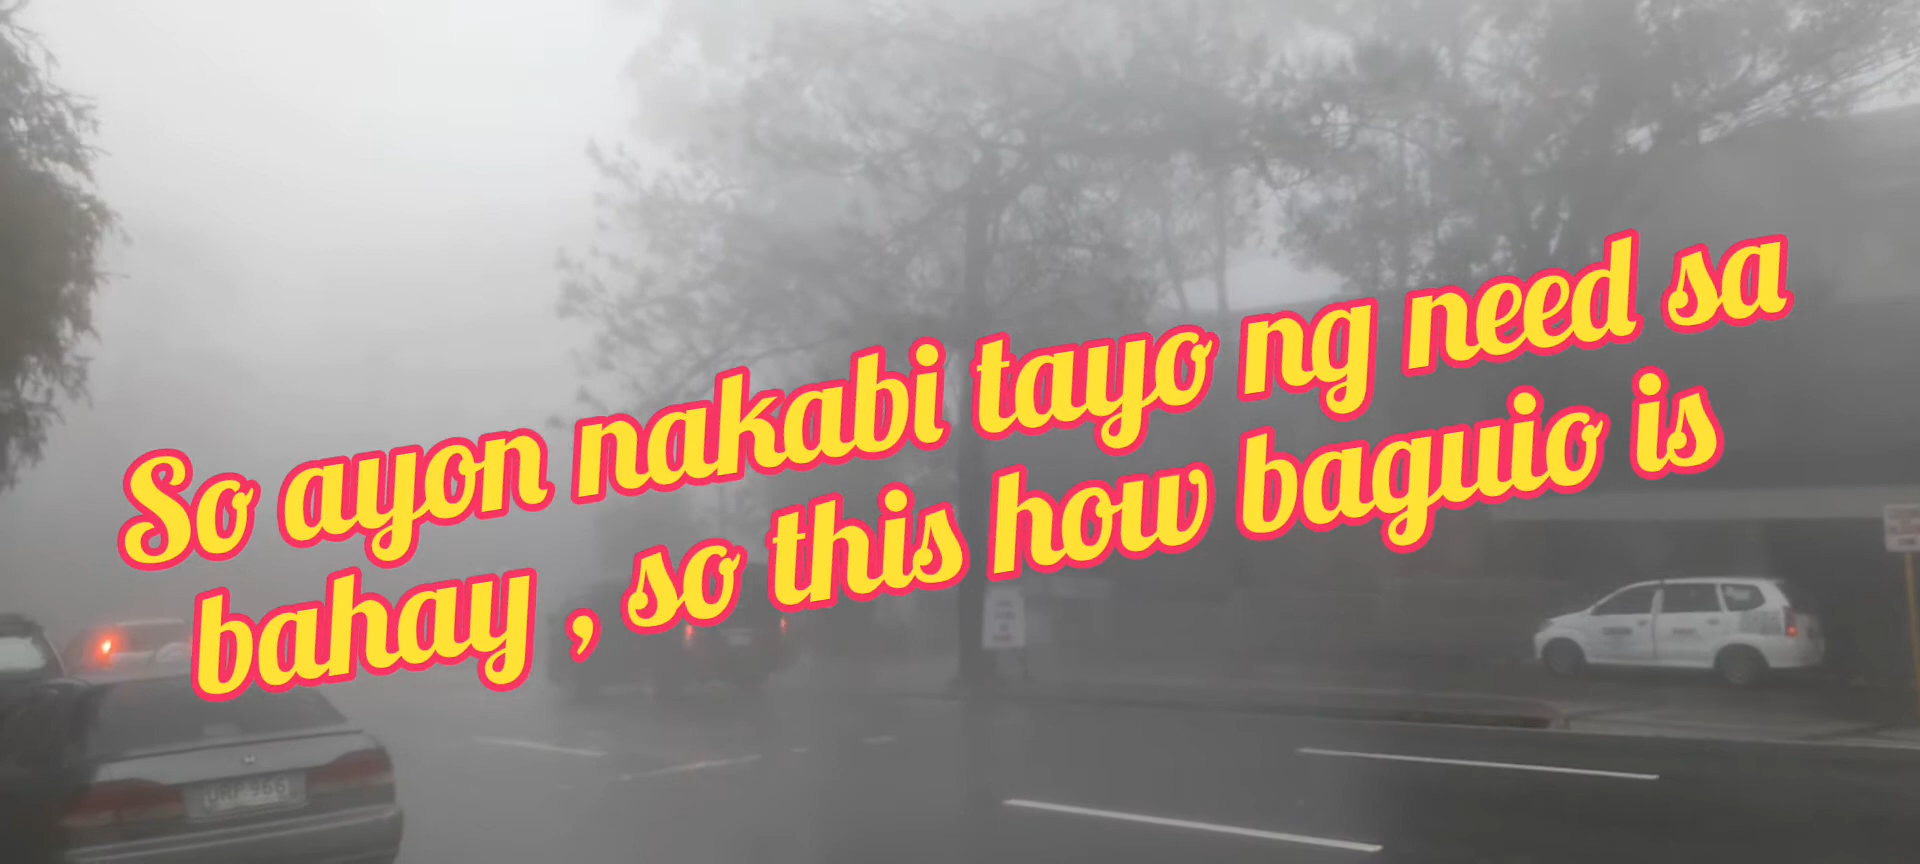 So ayon nakabi tayo ng need sa
bahay , so this how baguio is